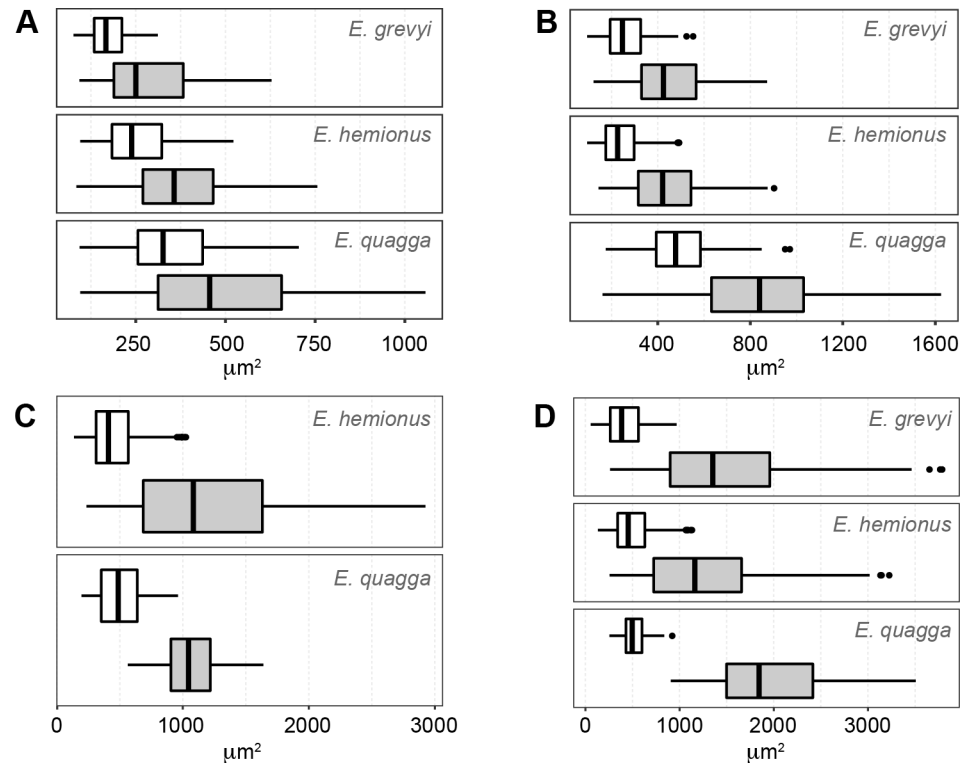 A
E. grevyi
E. hemionus
E. quagga
250 500 750 1000
μm²
B
E. grevyi
E. hemionus
E. quagga
400 800 1200 1600
μm²
C
E. hemionus
E. quagga
0 1000 2000 3000
μm²
D
E. grevyi
E. hemionus
E. quagga
0 1000 2000 3000
μm²